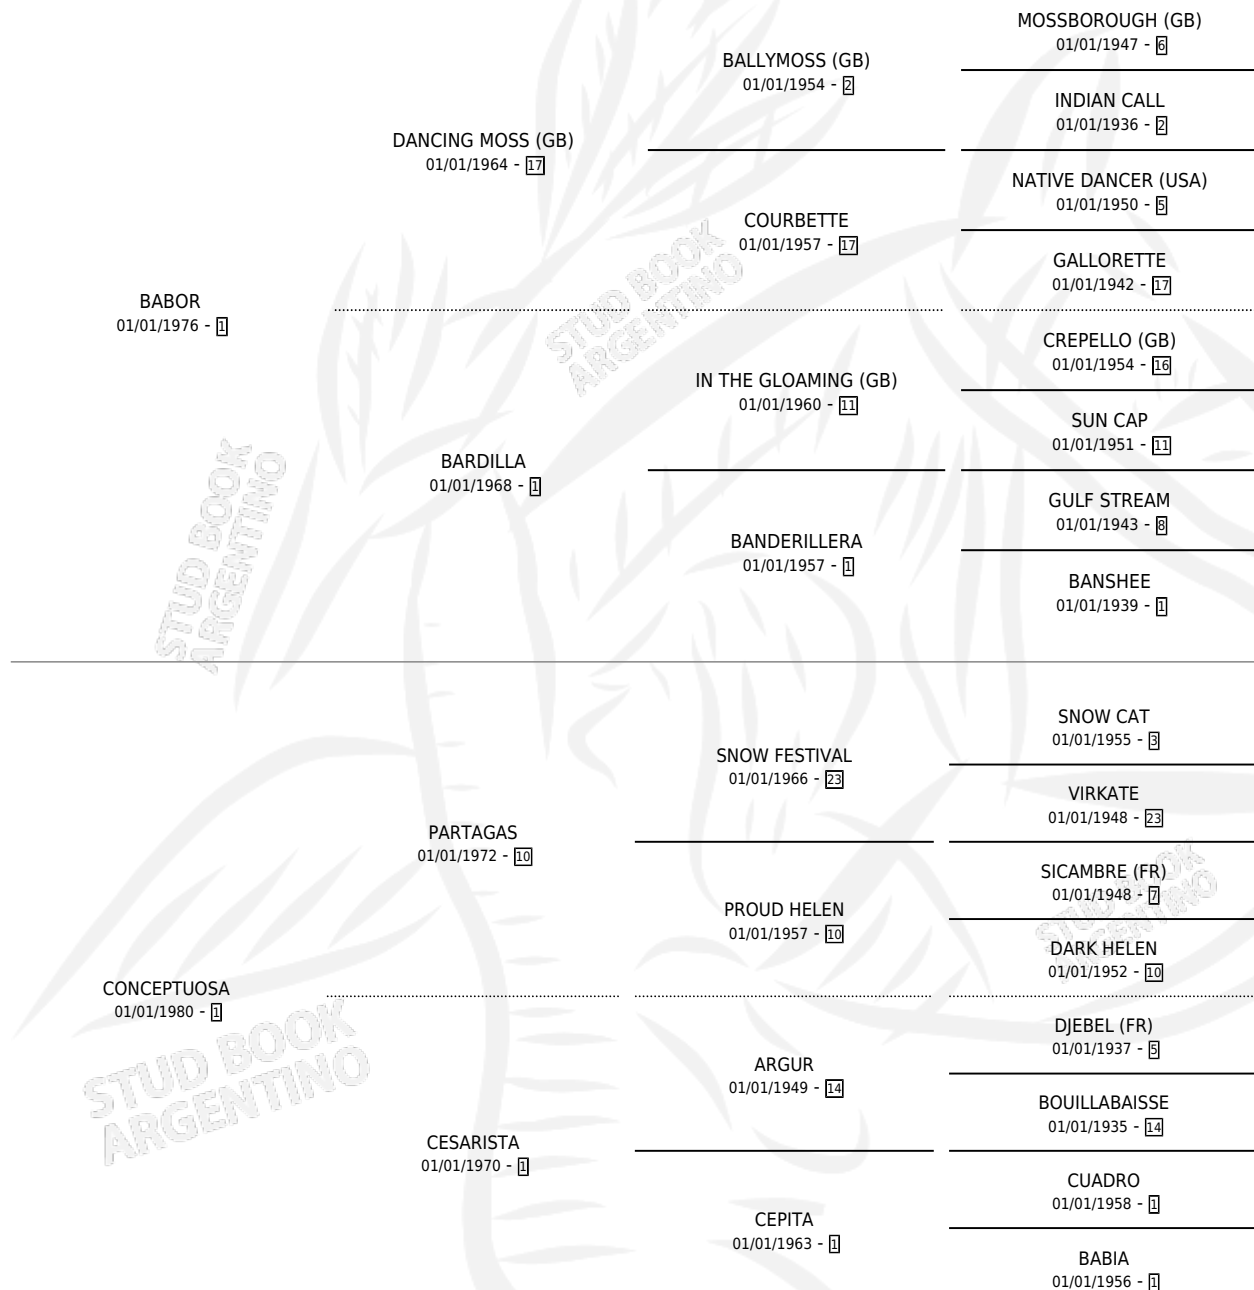 MOSSBOROUGH (GB)
01/01/1947 - 6
BALLYMOSS (GB)
01/01/1954 - 2
INDIAN CALL
01/01/1936 - 2
DANCING MOSS (GB)
01/01/1964 - 17
NATIVE DANCER (USA)
01/01/1950 - 5
COURBETTE
01/01/1957 - 17
GALLORETTE
01/01/1942 - 17
BABOR
01/01/1976 - 1
CREPELLO (GB)
01/01/1954 - 16
IN THE GLOAMING (GB)
01/01/1960 - 11
SUN CAP
01/01/1951 - 11
BARDILLA
01/01/1968 - 1
GULF STREAM
01/01/1943 - 8
BANDERILLERA
01/01/1957 - 1
BANSHEE
01/01/1939 - 1
SNOW CAT
01/01/1955 - 3
SNOW FESTIVAL
01/01/1966 - 23
VIRKATE
01/01/1948 - 23
PARTAGAS
01/01/1972 - 10
SICAMBRE (FR)
01/01/1948 - 7
PROUD HELEN
01/01/1957 - 10
DARK HELEN
01/01/1952 - 10
CONCEPTUOSA
01/01/1980 - 1
DJEBEL (FR)
01/01/1937 - 5
ARGUR
01/01/1949 - 14
BOUILLABAISSE
01/01/1935 - 14
CESARISTA
01/01/1970 - 1
CUADRO
01/01/1958 - 1
CEPITA
01/01/1963 - 1
BABIA
01/01/1956 - 1
STUD BOOK
ARGENTINO
STUD BOOK
ARGENTINO
STUD BOOK
ARGENTINO
STUD BOOK
ARGENTINO